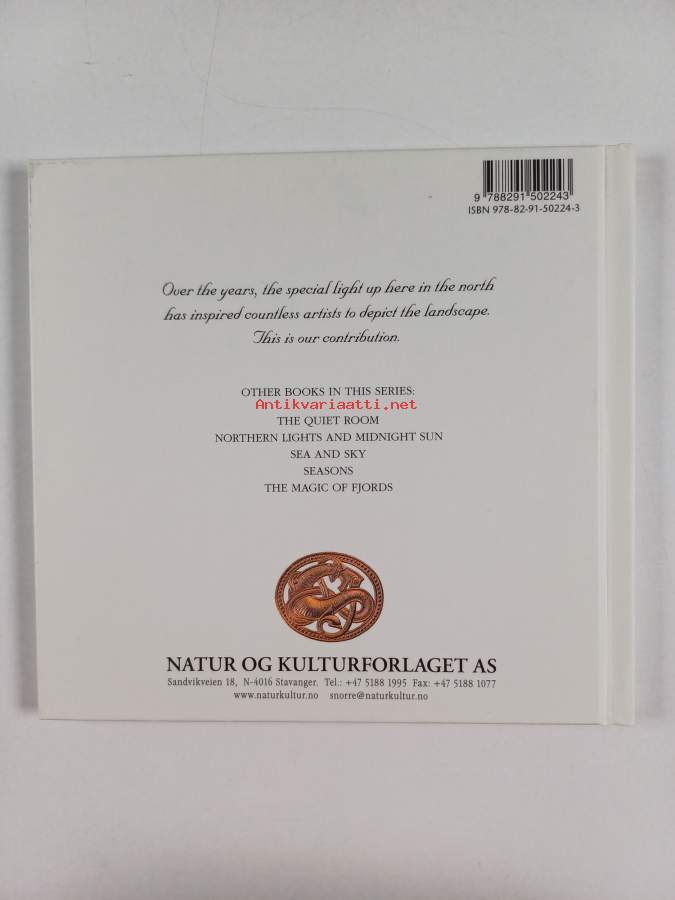 9 788291 502243
ISBN 978-82-91-50224-3
Over the years, the special light up here in the north
has inspired countless artists to depict the landscape.
This is our contribution.
OTHER BOOKS IN THIS SERIES:
Antikvariaatti.net
THE QUIET ROOM
NORTHERN LIGHTS AND MIDNIGHT SUN
SEA AND SKY
SEASONS
THE MAGIC OF FJORDS
NATUR OG KULTURFORLAGET AS
Sandvikveien 18, N-4016 Stavanger. Tel.: +47 5188 1995 Fax: +47 5188 1077
www.naturkultur.no snorre@naturkultur.no